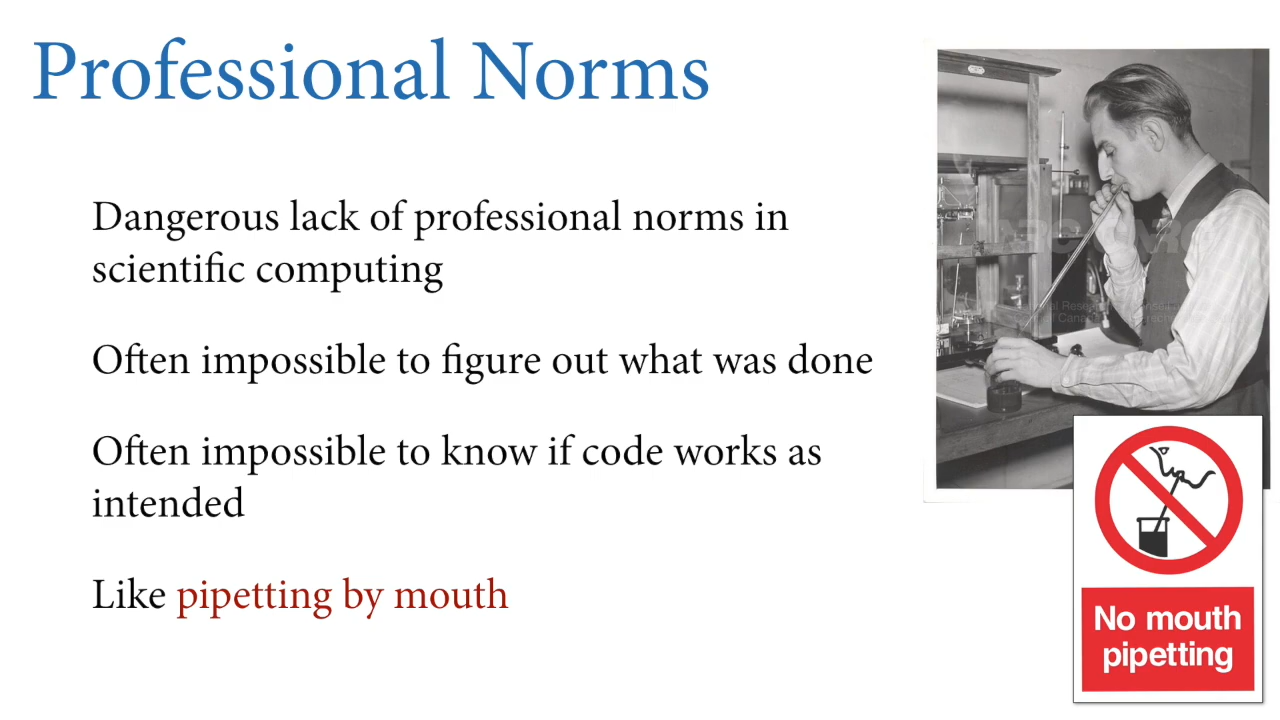 Professional Norms
Dangerous lack of professional norms in
scientific computing
Often impossible to figure out what was done
Often impossible to know if code works as
intended
Like pipetting by mouth
No mouth
pipetting